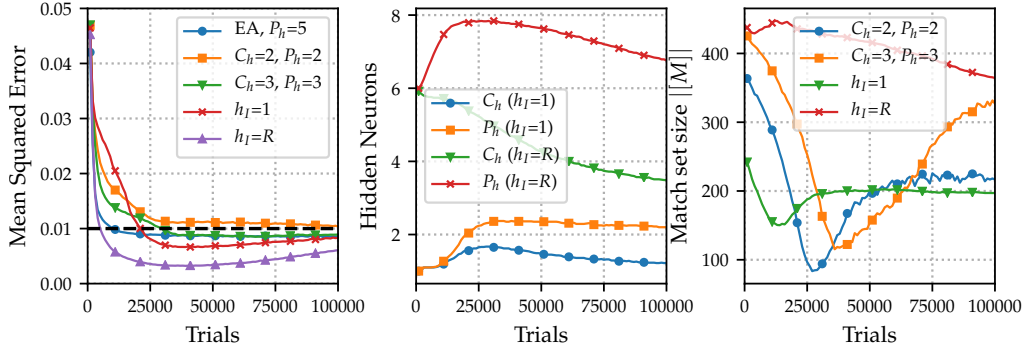 Mean Squared Error
0.05
0.04
0.03
0.02
0.01
0.00
0
25000
50000
75000
100000
Trials
EA, P_h=5
C_h=2, P_h=2
C_h=3, P_h=3
h_I=1
h_I=R
Hidden Neurons
8
6
4
2
0
25000
50000
75000
100000
Trials
C_h (h_I=1)
P_h (h_I=1)
C_h (h_I=R)
P_h (h_I=R)
Match set size |[M]|
400
300
200
100
0
25000
50000
75000
100000
Trials
C_h=2, P_h=2
C_h=3, P_h=3
h_I=1
h_I=R